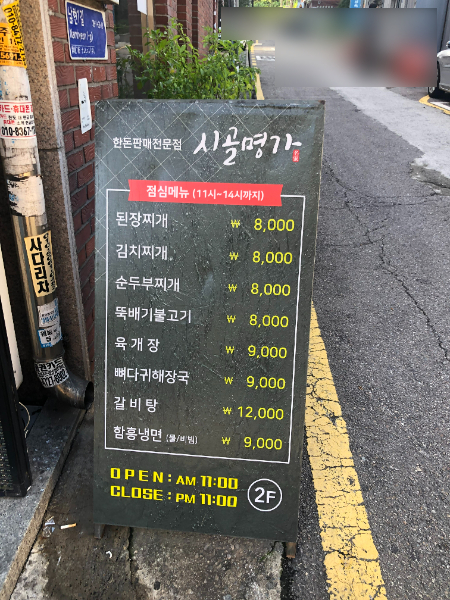 한돈판매전문점 시골명가
점심메뉴 (11시~14시까지)
된장찌개 ₩ 8,000
김치찌개 ₩ 8,000
순두부찌개 ₩ 8,000
뚝배기불고기 ₩ 8,000
육개장 ₩ 9,000
뼈다귀해장국 ₩ 9,000
갈비탕 ₩ 12,000
함흥냉면 (물/비빔) ₩ 9,000
OPEN : AM 11:00
CLOSE : PM 11:00
2F
사다리차